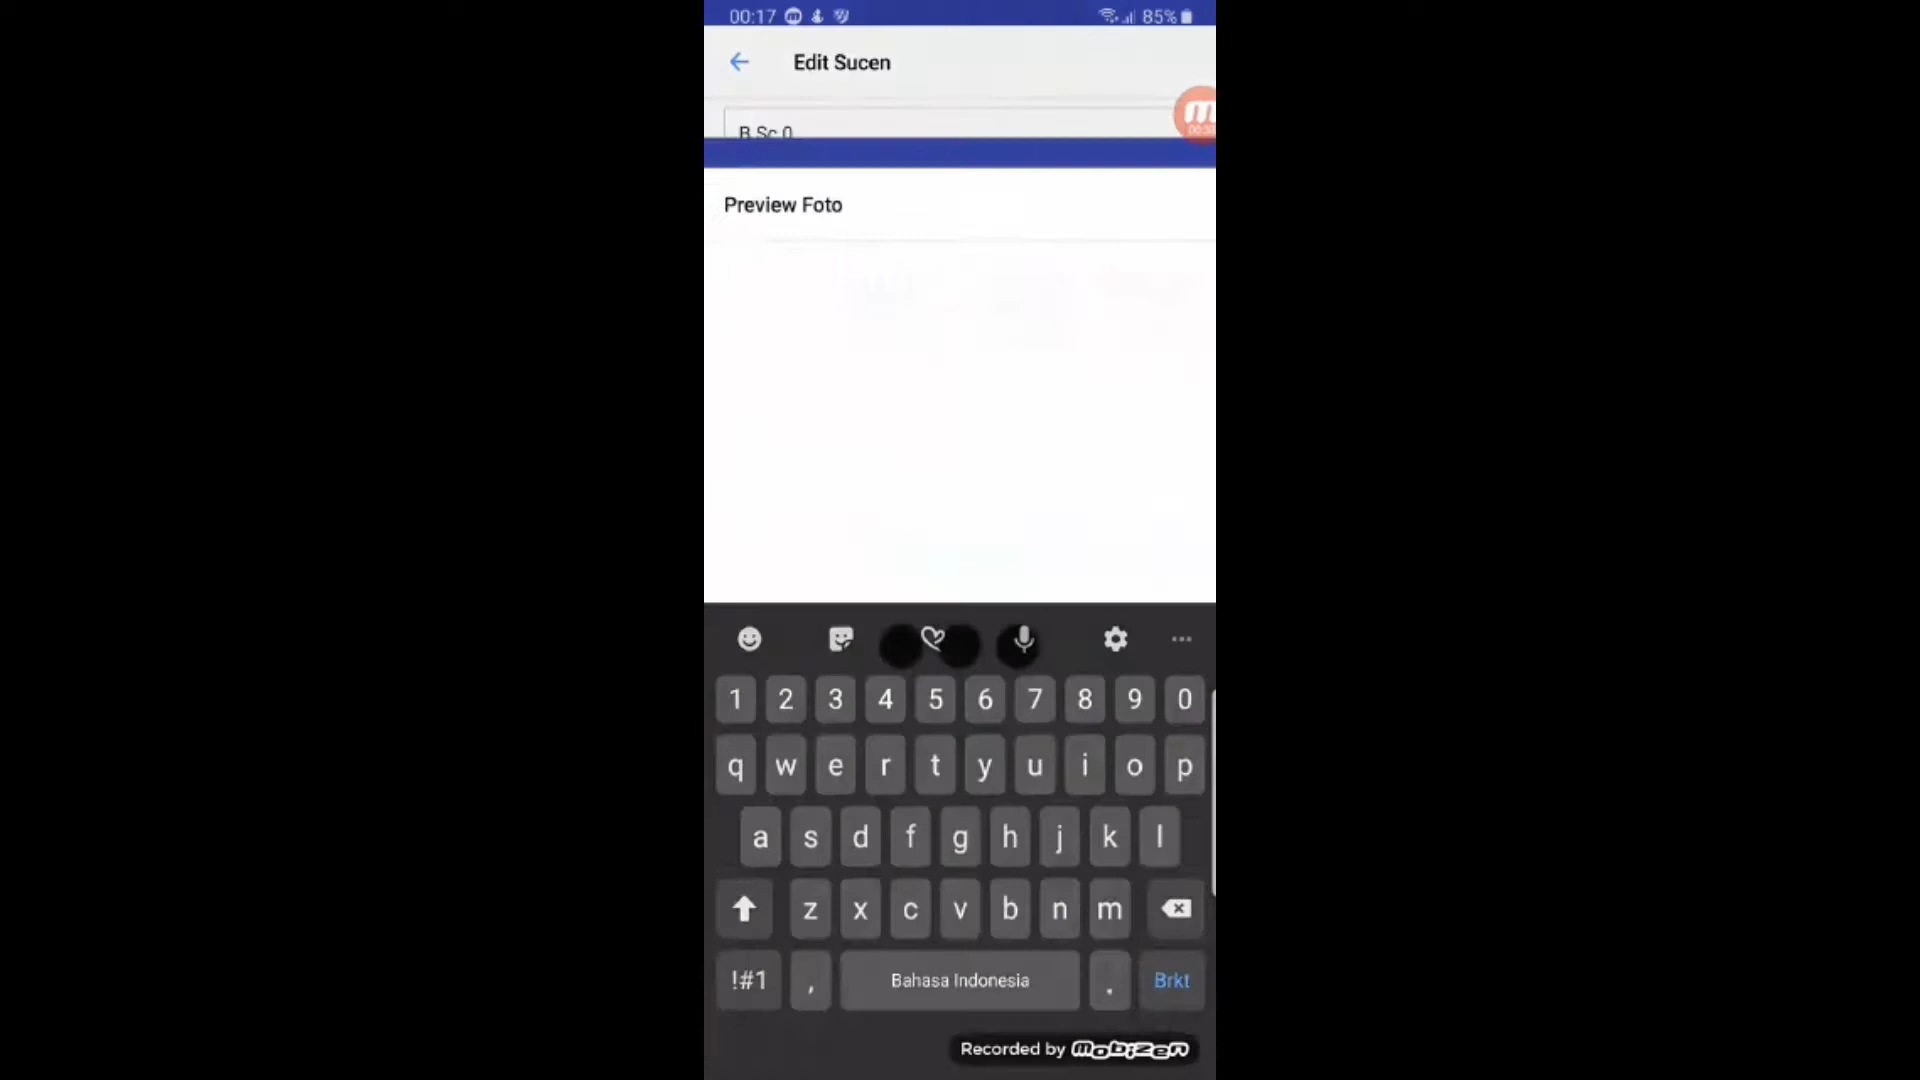 00:17 85%
Edit Sucen
B Sc 0
Preview Foto
1 2 3 4 5 6 7 8 9 0
q w e r t y u i o p
a s d f g h j k l
z x c v b n m
!#1 , Bahasa Indonesia . Brkt
Recorded by mobizen